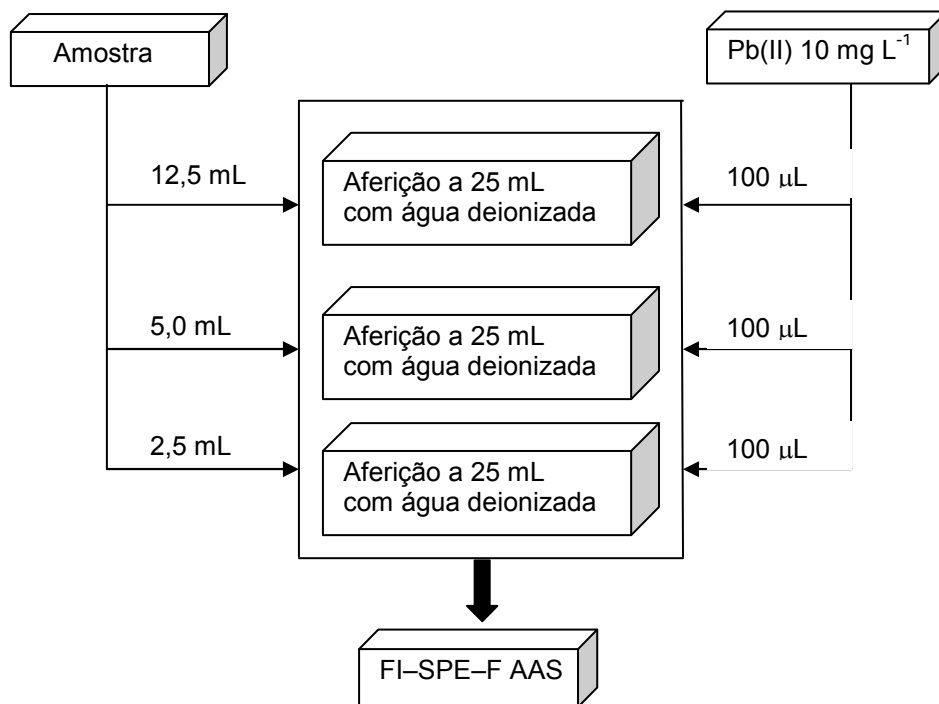 Amostra
Pb(II) 10 mg L⁻¹
12,5 mL
Aferição a 25 mL
com água deionizada
100 μL
5,0 mL
Aferição a 25 mL
com água deionizada
100 μL
2,5 mL
Aferição a 25 mL
com água deionizada
100 μL
FI–SPE–F AAS